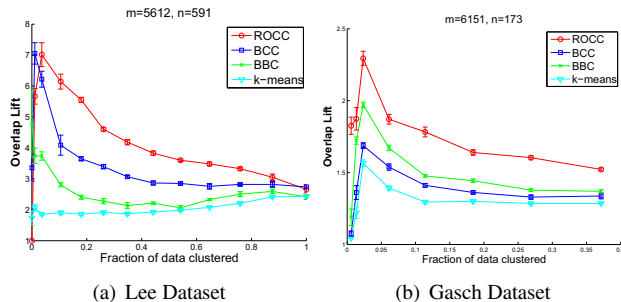 m=5612, n=591
8
7
6
5
4
3
2
1
0
0.2
0.4
0.6
0.8
1
Overlap Lift
Fraction of data clustered
ROCC
BCC
BBC
k-means
(a) Lee Dataset
m=6151, n=173
2.5
2
1.5
1
0
0.05
0.1
0.15
0.2
0.25
0.3
0.35
Overlap Lift
Fraction of data clustered
ROCC
BCC
BBC
k-means
(b) Gasch Dataset